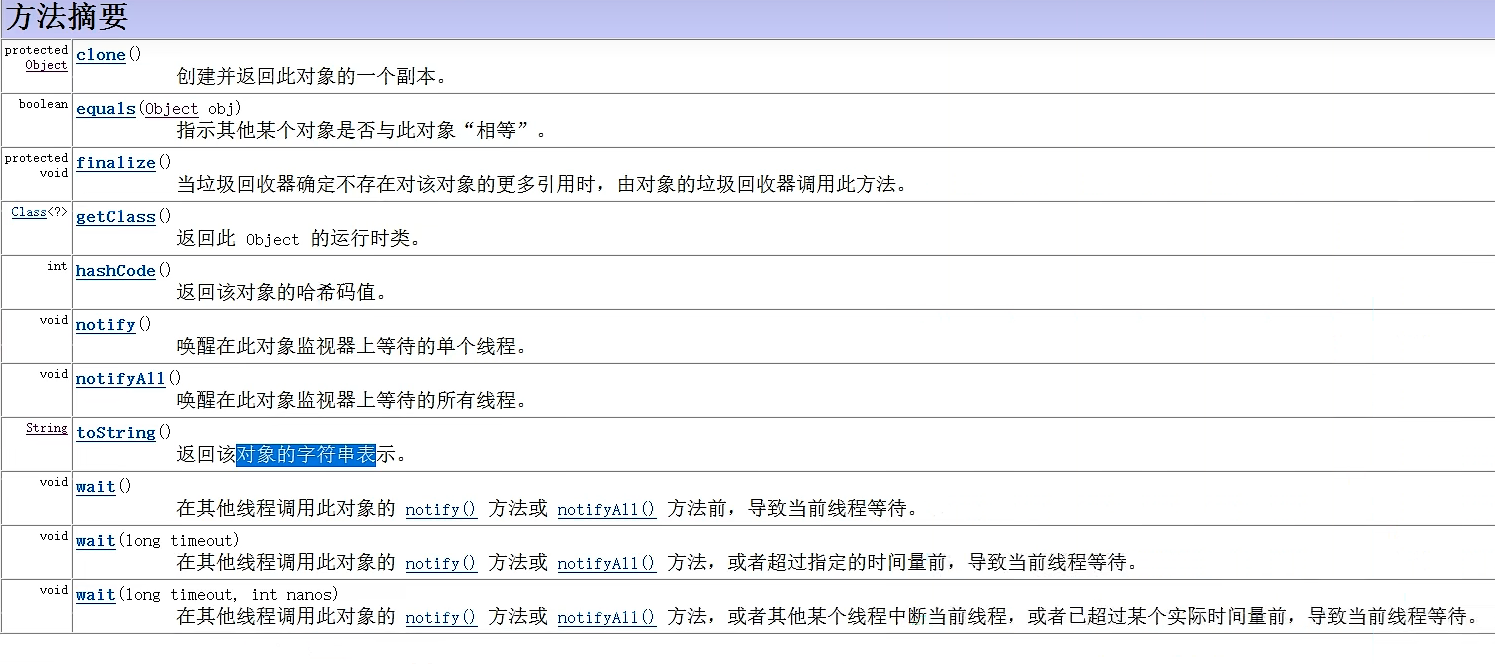 方法摘要
protected Object clone()
创建并返回此对象的一个副本。
boolean equals(Object obj)
指示其他某个对象是否与此对象“相等”。
protected void finalize()
当垃圾回收器确定不存在对该对象的更多引用时，由对象的垃圾回收器调用此方法。
Class<?> getClass()
返回此 Object 的运行时类。
int hashCode()
返回该对象的哈希码值。
void notify()
唤醒在此对象监视器上等待的单个线程。
void notifyAll()
唤醒在此对象监视器上等待的所有线程。
String toString()
返回该对象的字符串表示。
void wait()
在其他线程调用此对象的 notify() 方法或 notifyAll() 方法前，导致当前线程等待。
void wait(long timeout)
在其他线程调用此对象的 notify() 方法或 notifyAll() 方法，或者超过指定的时间量前，导致当前线程等待。
void wait(long timeout, int nanos)
在其他线程调用此对象的 notify() 方法或 notifyAll() 方法，或者其他某个线程中断当前线程，或者已超过某个实际时间量前，导致当前线程等待。